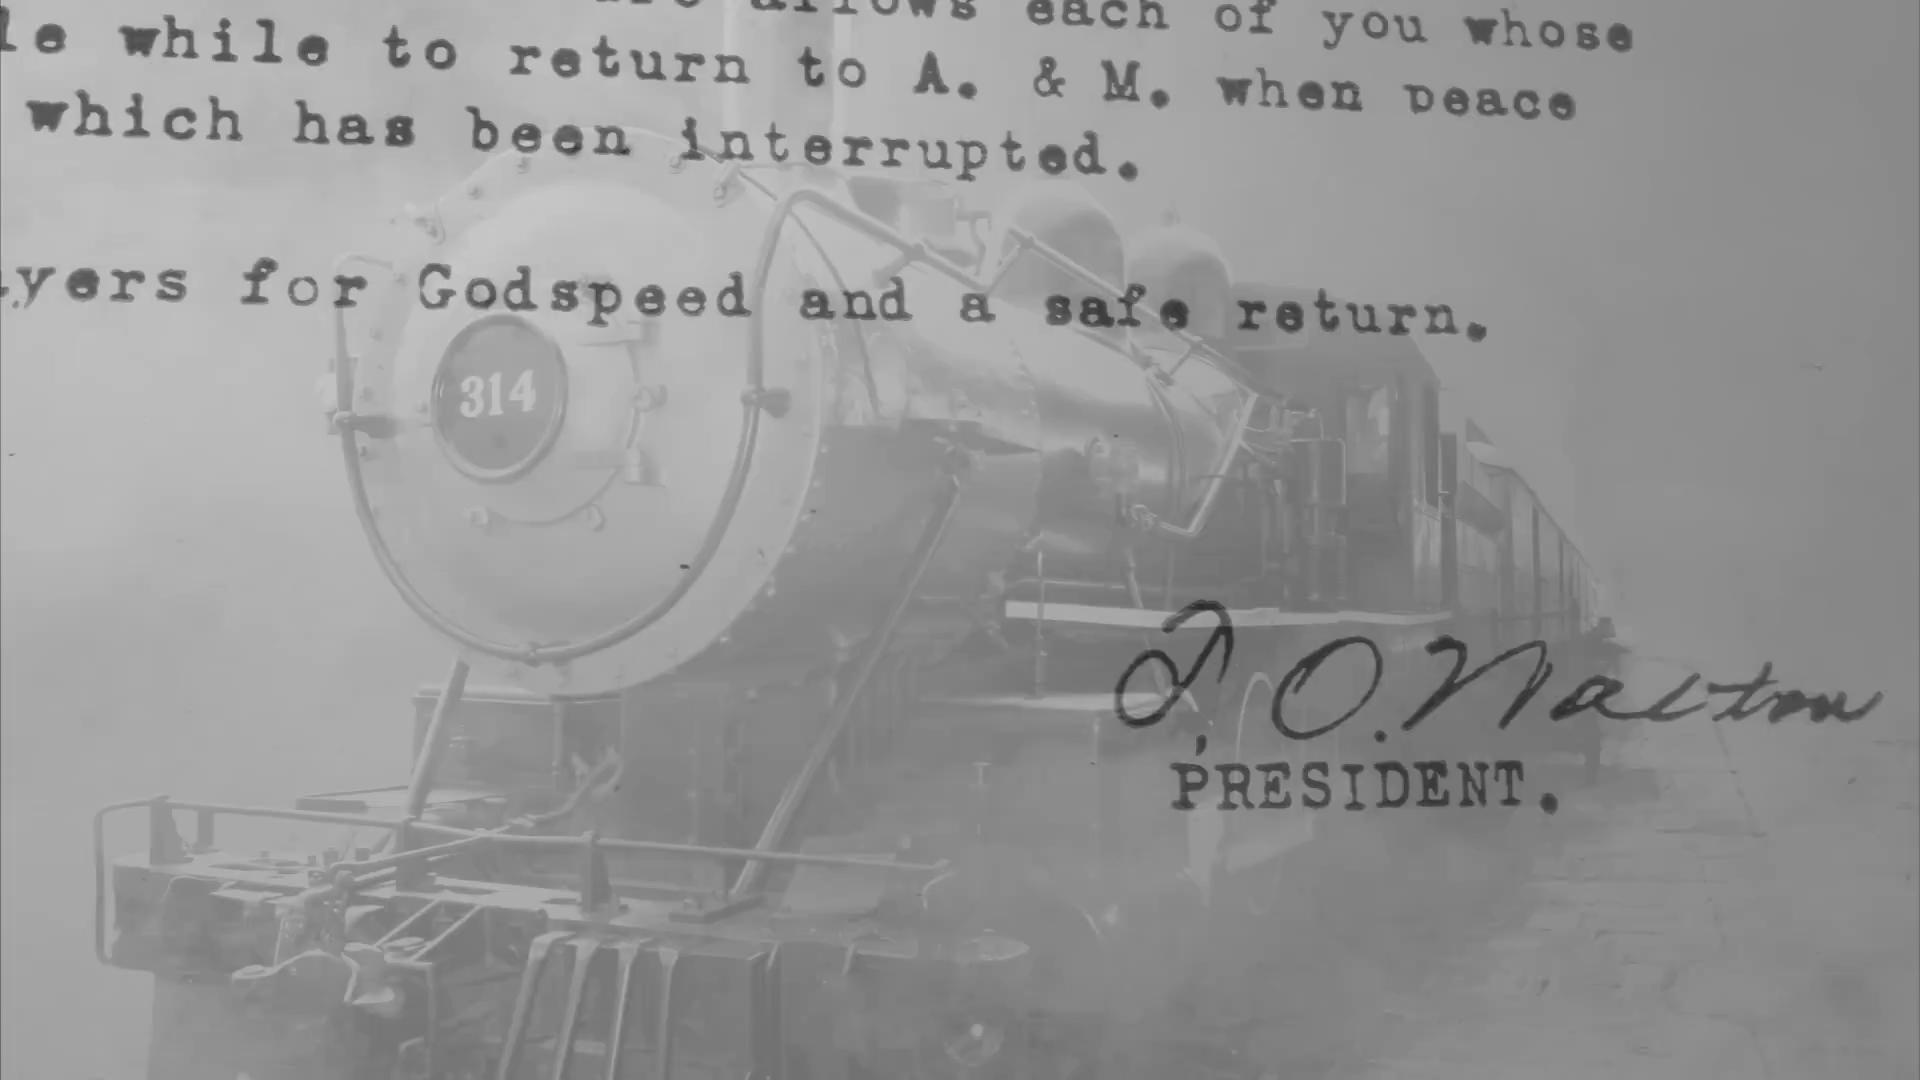 allows each of you whose
le while to return to A. & M. when peace
which has been interrupted.
yers for Godspeed and a safe return.
314
T. O. Walton
PRESIDENT.